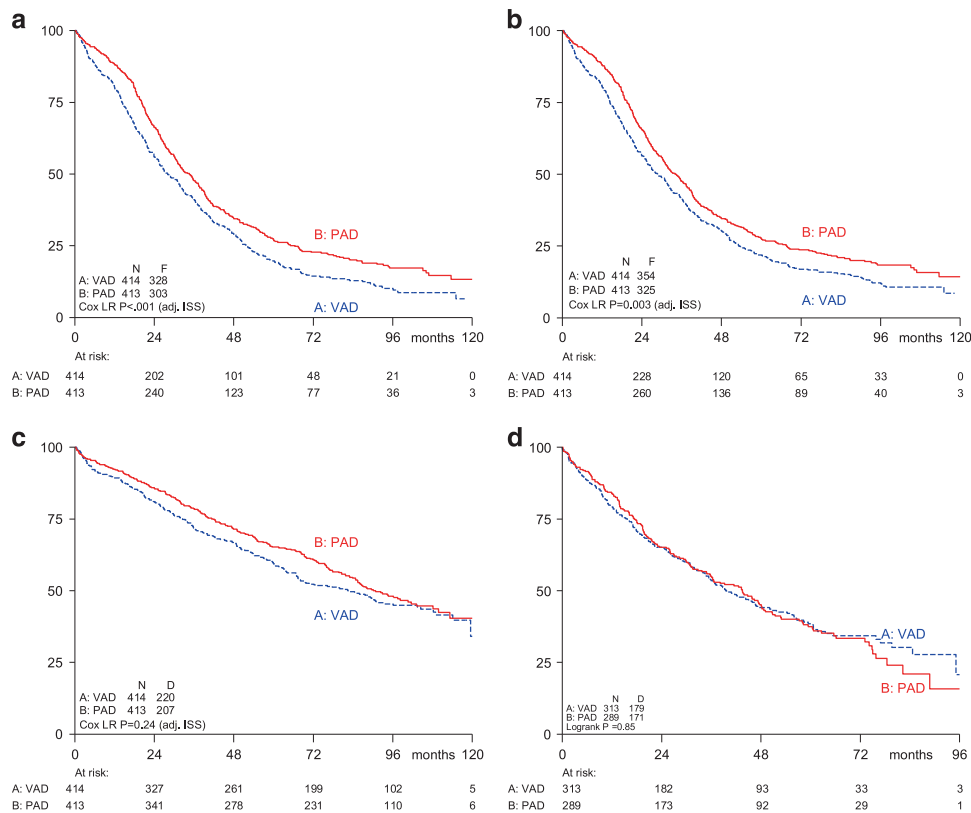 a
100
75
50
25
0
B: PAD
A: VAD
N F
A: VAD 414 328
B: PAD 413 303
Cox LR P<.001 (adj. ISS)
0 24 48 72 96 months 120
At risk:
A: VAD 414 202 101 48 21 0
B: PAD 413 240 123 77 36 3
b
100
75
50
25
0
B: PAD
A: VAD
N F
A: VAD 414 354
B: PAD 413 325
Cox LR P=0.003 (adj. ISS)
0 24 48 72 96 months 120
At risk:
A: VAD 414 228 120 65 33 0
B: PAD 413 260 136 89 40 3
c
100
75
50
25
0
B: PAD
A: VAD
N D
A: VAD 414 220
B: PAD 413 207
Cox LR P=0.24 (adj. ISS)
0 24 48 72 96 months 120
At risk:
A: VAD 414 327 261 199 102 5
B: PAD 413 341 278 231 110 6
d
100
75
50
25
0
A: VAD
B: PAD
N D
A: VAD 313 179
B: PAD 289 171
Logrank P =0.85
0 24 48 72 months 96
At risk:
A: VAD 313 182 93 33 3
B: PAD 289 173 92 29 1